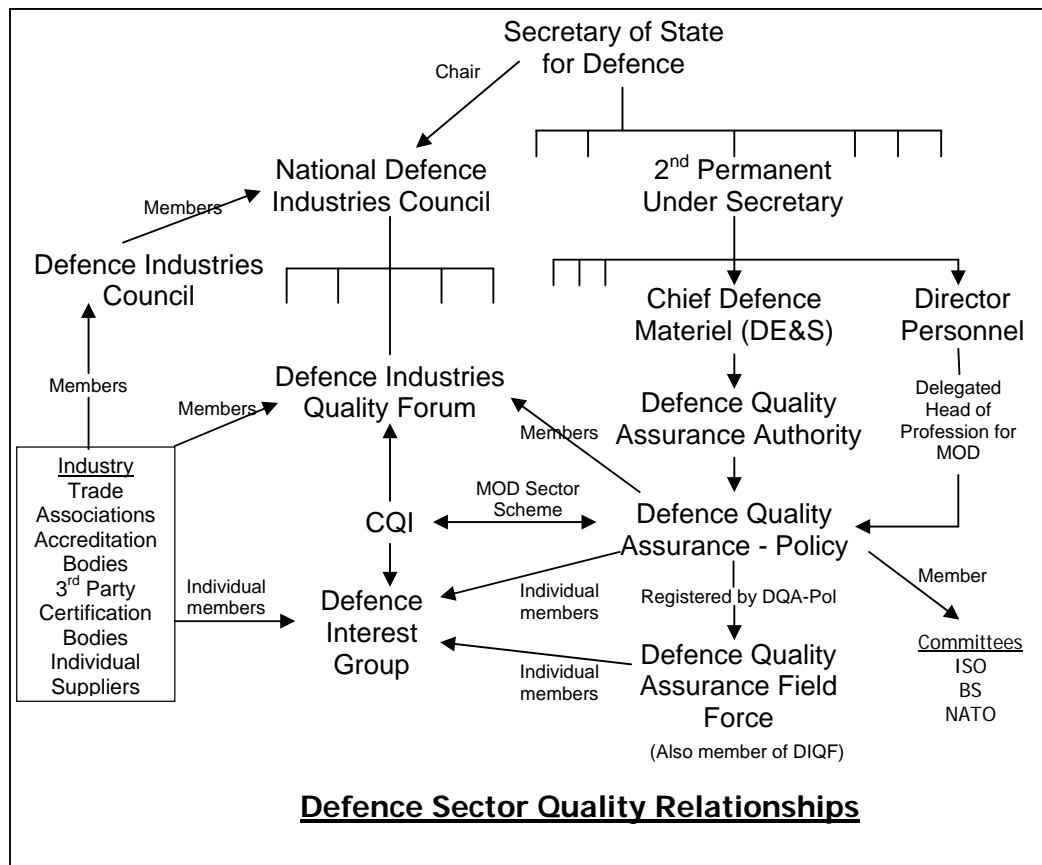 Secretary of State
for Defence
Chair
National Defence
Industries Council
2nd Permanent
Under Secretary
Members
Defence Industries
Council
Chief Defence
Materiel (DE&S)
Director
Personnel
Members
Defence Industries
Quality Forum
Members
Members
Defence Quality
Assurance Authority
Delegated
Head of
Profession for
MOD
Industry
Trade
Associations
Accreditation
Bodies
3rd Party
Certification
Bodies
Individual
Suppliers
CQI
MOD Sector
Scheme
Defence Quality
Assurance - Policy
Individual
members
Defence
Interest
Group
Individual
members
Registered by DQA-Pol
Member
Individual
members
Defence Quality
Assurance Field
Force
(Also member of DIQF)
Committees
ISO
BS
NATO
Defence Sector Quality Relationships